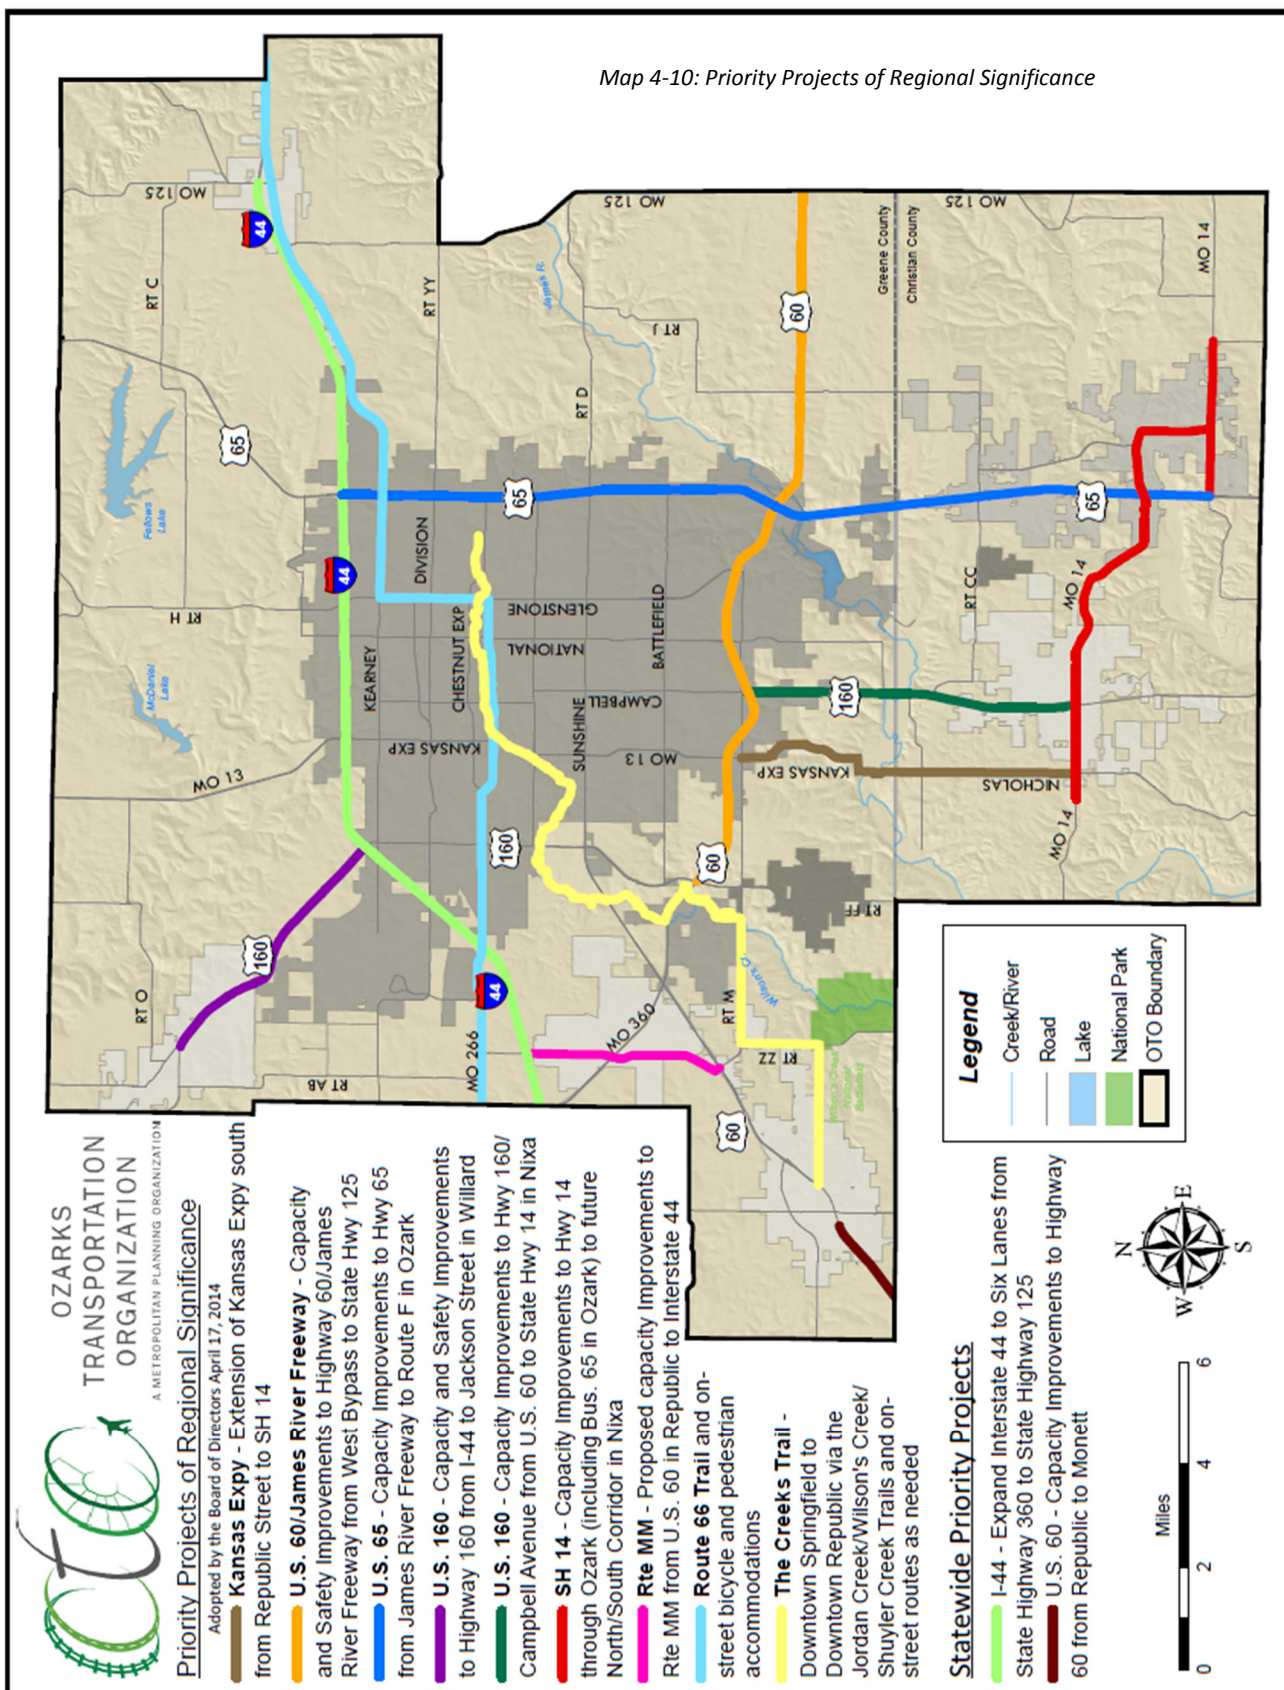 Map 4-10: Priority Projects of Regional Significance
OZARKS
TRANSPORTATION
ORGANIZATION
A METROPOLITAN PLANNING ORGANIZATION
Priority Projects of Regional Significance
Adopted by the Board of Directors April 17, 2014
Kansas Expy - Extension of Kansas Expy south
from Republic Street to SH 14
U.S. 60/James River Freeway - Capacity
and Safety Improvements to Highway 60/James
River Freeway from West Bypass to State Hwy 125
U.S. 65 - Capacity Improvements to Hwy 65
from James River Freeway to Route F in Ozark
U.S. 160 - Capacity and Safety Improvements
to Highway 160 from I-44 to Jackson Street in Willard
U.S. 160 - Capacity Improvements to Hwy 160/
Campbell Avenue from U.S. 60 to State Hwy 14 in Nixa
SH 14 - Capacity Improvements to Hwy 14
through Ozark (including Bus. 65 in Ozark) to future
North/South Corridor in Nixa
Rte MM - Proposed capacity Improvements to
Rte MM from U.S. 60 in Republic to Interstate 44
Route 66 Trail and on-
street bicycle and pedestrian
accommodations
The Creeks Trail -
Downtown Springfield to
Downtown Republic via the
Jordan Creek/Wilson's Creek/
Shuyler Creek Trails and on-
street routes as needed
Statewide Priority Projects
I-44 - Expand Interstate 44 to Six Lanes from
State Highway 360 to State Highway 125
U.S. 60 - Capacity Improvements to Highway
60 from Republic to Monett
Legend
Creek/River
Road
Lake
National Park
OTO Boundary
N
W
E
S
Miles
0
2
4
6
RT O
160
RT AB
MO 266
44
MO 360
60
RT M
RT ZZ
Wilson's Cr.
Wilson's Creek
National
Battlefield
RT FF
60
160
MO 13
McDaniel
Lake
RT H
Fellows
Lake
65
RT C
MO 125
44
44
KEARNEY
DIVISION
CHESTNUT EXP
KANSAS EXP
NATIONAL
GLENSTONE
SUNSHINE
CAMPBELL
BATTLEFIELD
MO 13
65
RT YY
RT D
James R.
RT J
MO 125
60
Greene County
Christian County
MO 125
160
KANSAS EXP
NICHOLAS
MO 14
RT CC
MO 14
65
MO 14